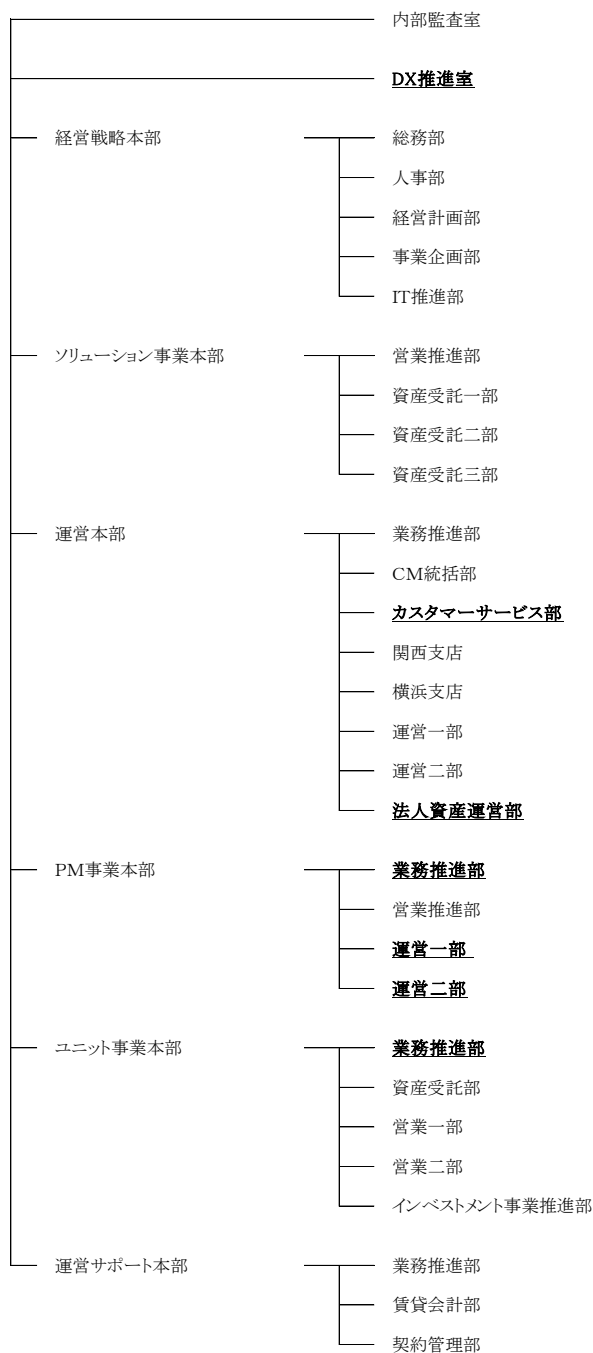 内部監査室
DX推進室
経営戦略本部 総務部
人事部
経営計画部
事業企画部
IT推進部
ソリューション事業本部 営業推進部
資産受託一部
資産受託二部
資産受託三部
運営本部 業務推進部
CM統括部
カスタマーサービス部
関西支店
横浜支店
運営一部
運営二部
法人資産運営部
PM事業本部 業務推進部
営業推進部
運営一部
運営二部
ユニット事業本部 業務推進部
資産受託部
営業一部
営業二部
インベストメント事業推進部
運営サポート本部 業務推進部
賃貸会計部
契約管理部